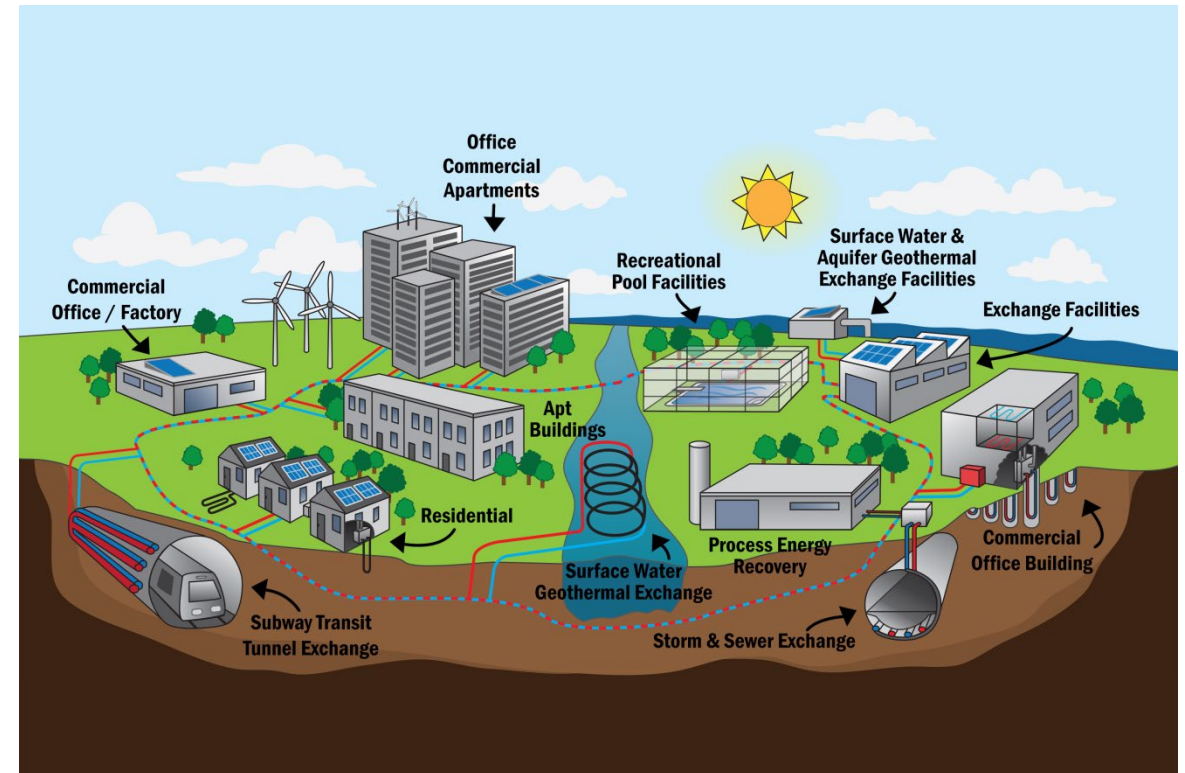 Office
Commercial
Apartments
Recreational
Pool Facilities
Surface Water &
Aquifer Geothermal
Exchange Facilities
Commercial
Office / Factory
Exchange Facilities
Apt
Buildings
Residential
Process Energy
Recovery
Commercial
Office Building
Surface Water
Geothermal Exchange
Subway Transit
Tunnel Exchange
Storm & Sewer Exchange